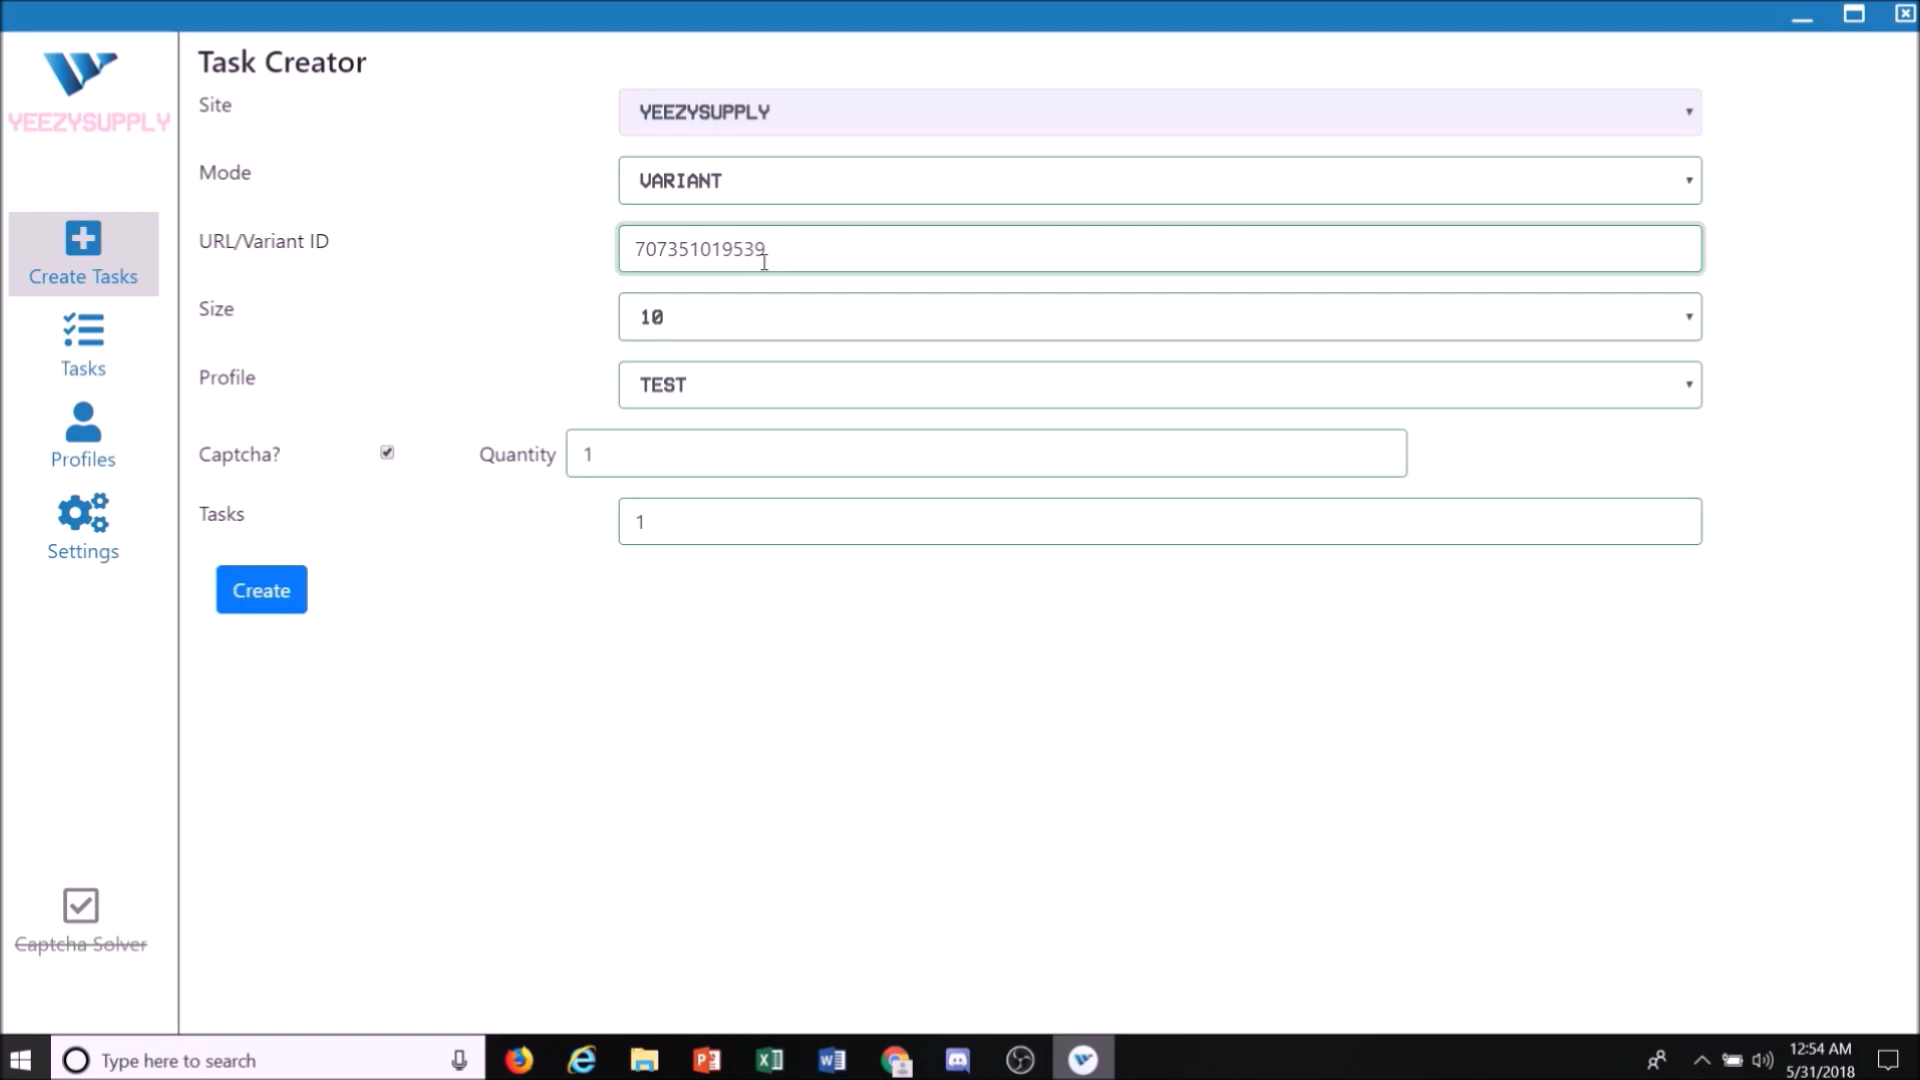 Task Creator
YEEZYSUPPLY
Site
YEEZYSUPPLY
Mode
VARIANT
URL/Variant ID
707351019539
Size
10
Profile
TEST
Captcha?
Quantity
1
Tasks
1
Create
Create Tasks
Tasks
Profiles
Settings
Captcha Solver
Type here to search
12:54 AM
5/31/2018